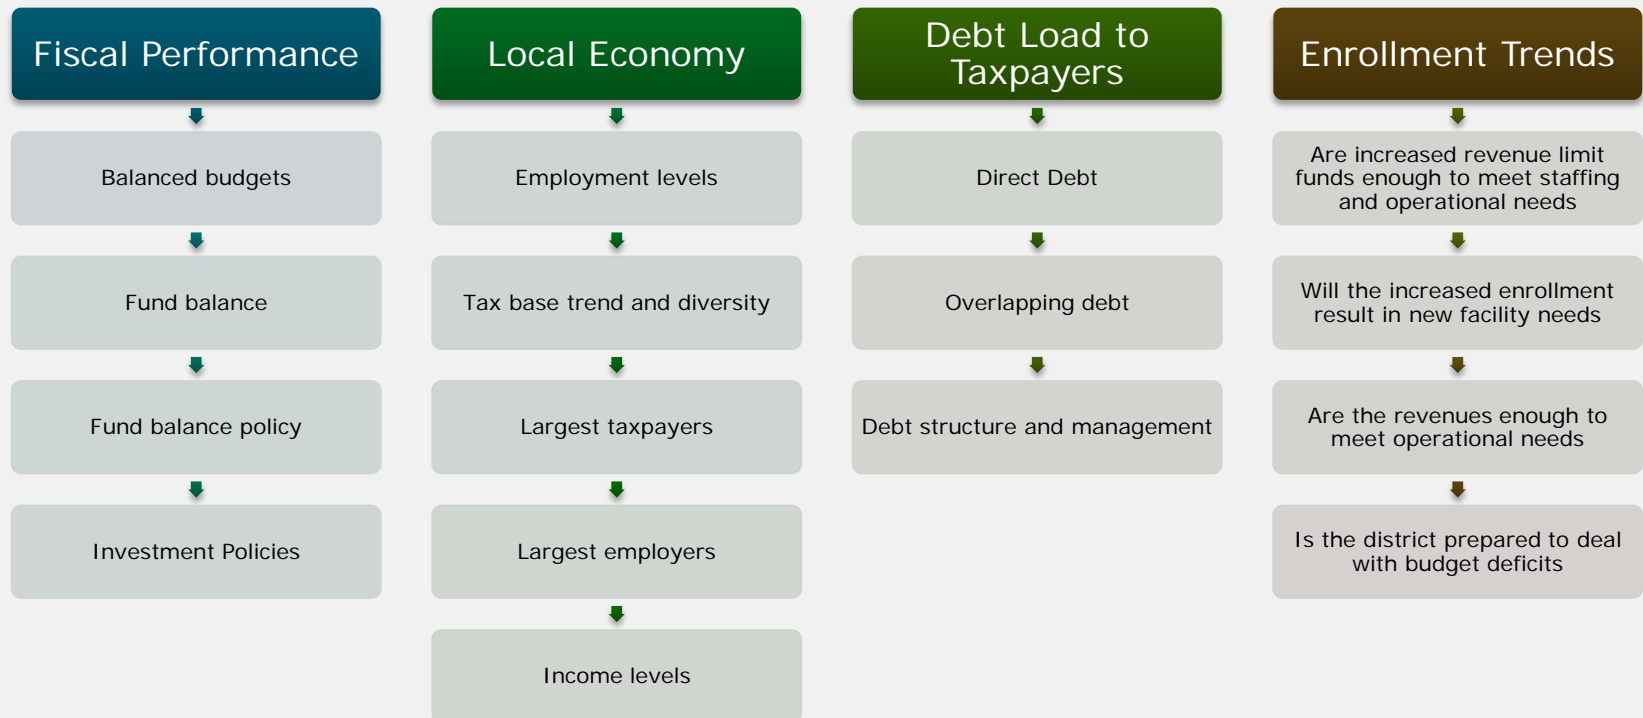 Fiscal Performance
Balanced budgets
Fund balance
Fund balance policy
Investment Policies
Local Economy
Employment levels
Tax base trend and diversity
Largest taxpayers
Largest employers
Income levels
Debt Load to
Taxpayers
Direct Debt
Overlapping debt
Debt structure and management
Enrollment Trends
Are increased revenue limit
funds enough to meet staffing
and operational needs
Will the increased enrollment
result in new facility needs
Are the revenues enough to
meet operational needs
Is the district prepared to deal
with budget deficits